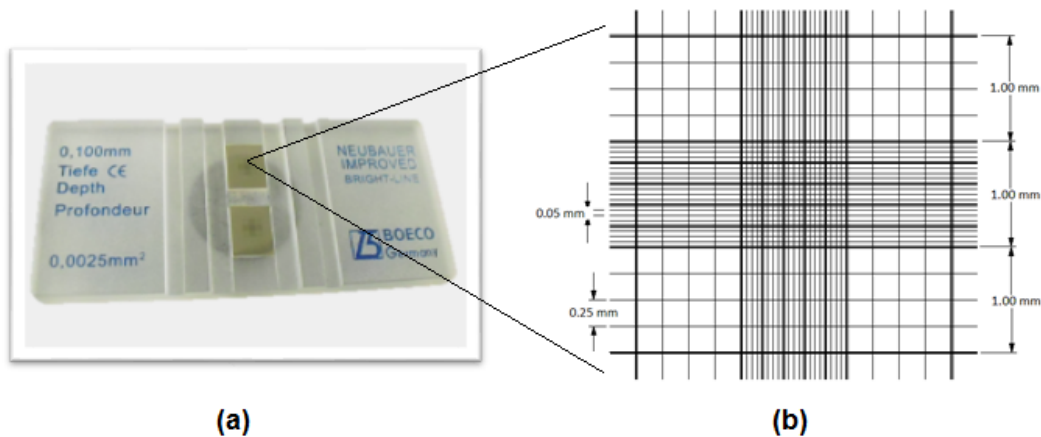 0,100mm
Tiefe CE
Depth
Profondeur
0,0025mm²
NEUBAUER
IMPROVED
BRIGHT-LINE
BOECO
Germany
1.00 mm
1.00 mm
0.05 mm
0.25 mm
1.00 mm
(a)
(b)